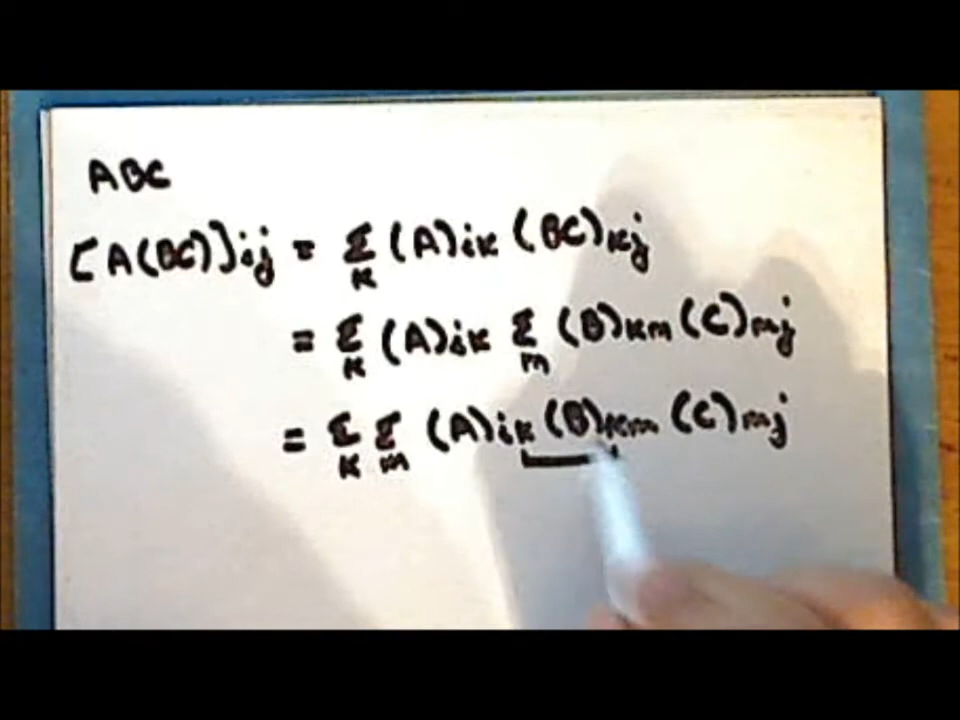 ABC
[A(BC)]ij = Σk (A)ik (BC)kj
= Σk (A)ik Σm (B)km (C)mj
= Σk Σm (A)ik (B)km (C)mj